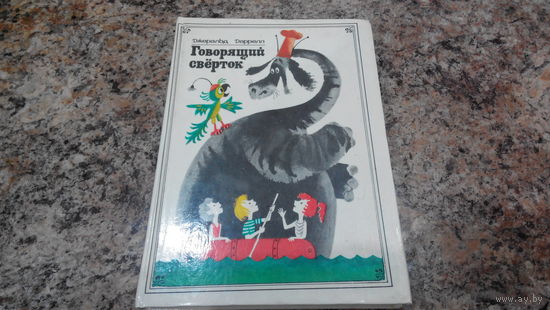 Джеральд Даррелл
Говорящий
свёрток
www.ay.by